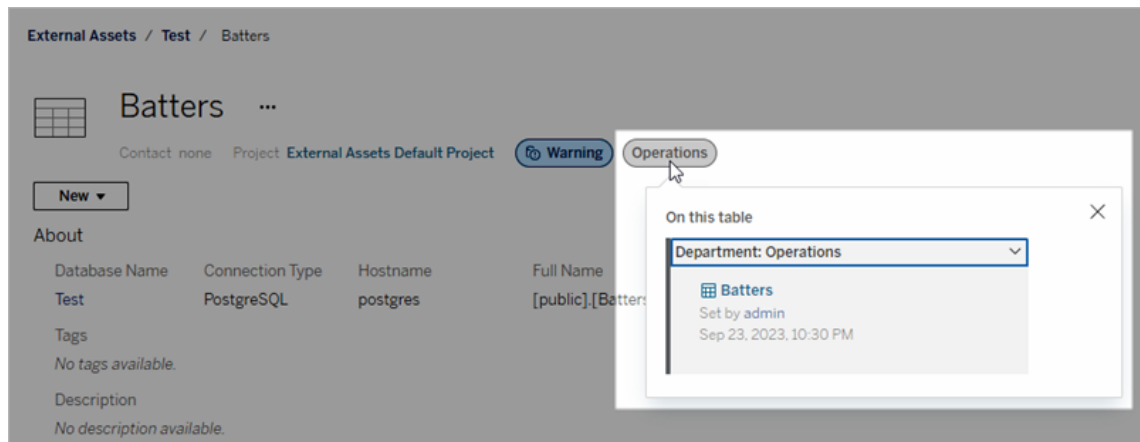 External Assets / Test / Batters
Batters ...
Contact none Project External Assets Default Project Warning Operations
New
About
Database Name Connection Type Hostname Full Name
Test PostgreSQL postgres [public].[Batters
Tags
No tags available.
Description
No description available.
On this table
Department: Operations
Batters
Set by admin
Sep 23, 2023, 10:30 PM